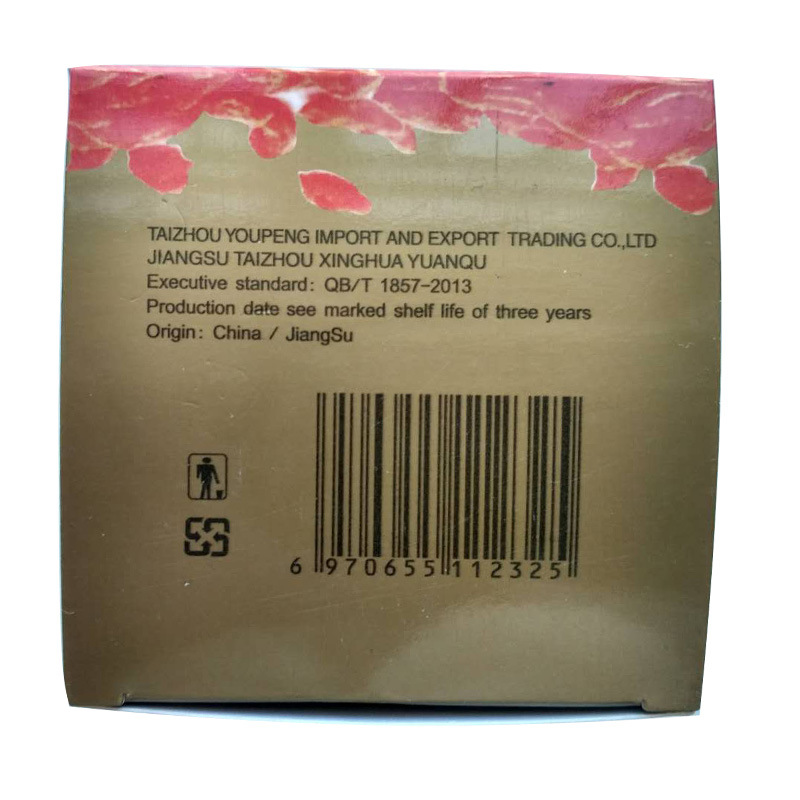 TAIZHOU YOUPENG IMPORT AND EXPORT TRADING CO.,LTD
JIANGSU TAIZHOU XINGHUA YUANQU
Executive standard: QB/T 1857-2013
Production date see marked shelf life of three years
Origin: China / JiangSu
6 970655 112325